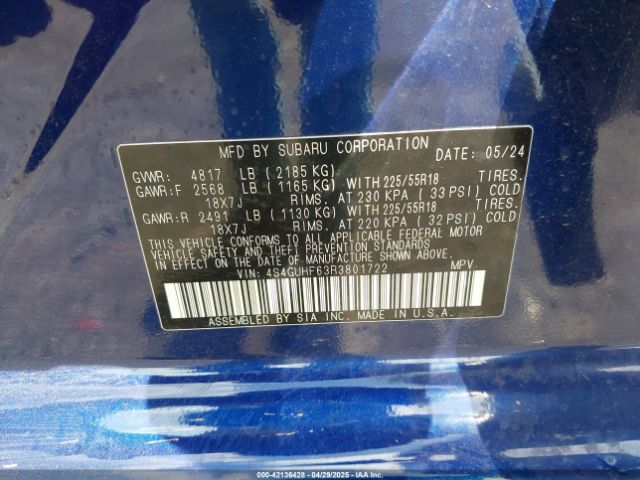 MFD BY SUBARU CORPORATION DATE: 05/24
GVWR: 4817 LB (2185 KG)
GAWR:F 2568 LB (1165 KG) WITH 225/55R18 TIRES.
18X7J RIMS. AT 230 KPA (33 PSI) COLD
GAWR:R 2491 LB (1130 KG) WITH 225/55R18 TIRES.
18X7J RIMS. AT 220 KPA (32 PSI) COLD
THIS VEHICLE CONFORMS TO ALL APPLICABLE FEDERAL MOTOR
VEHICLE SAFETY AND THEFT PREVENTION STANDARDS
IN EFFECT ON THE DATE OF MANUFACTURE SHOWN ABOVE.
VIN: 4S4GUHF63R3801722 MPV
ASSEMBLED BY SIA INC. MADE IN U.S.A.
00-42136428 - 04/29/2025 - IAAI.COM